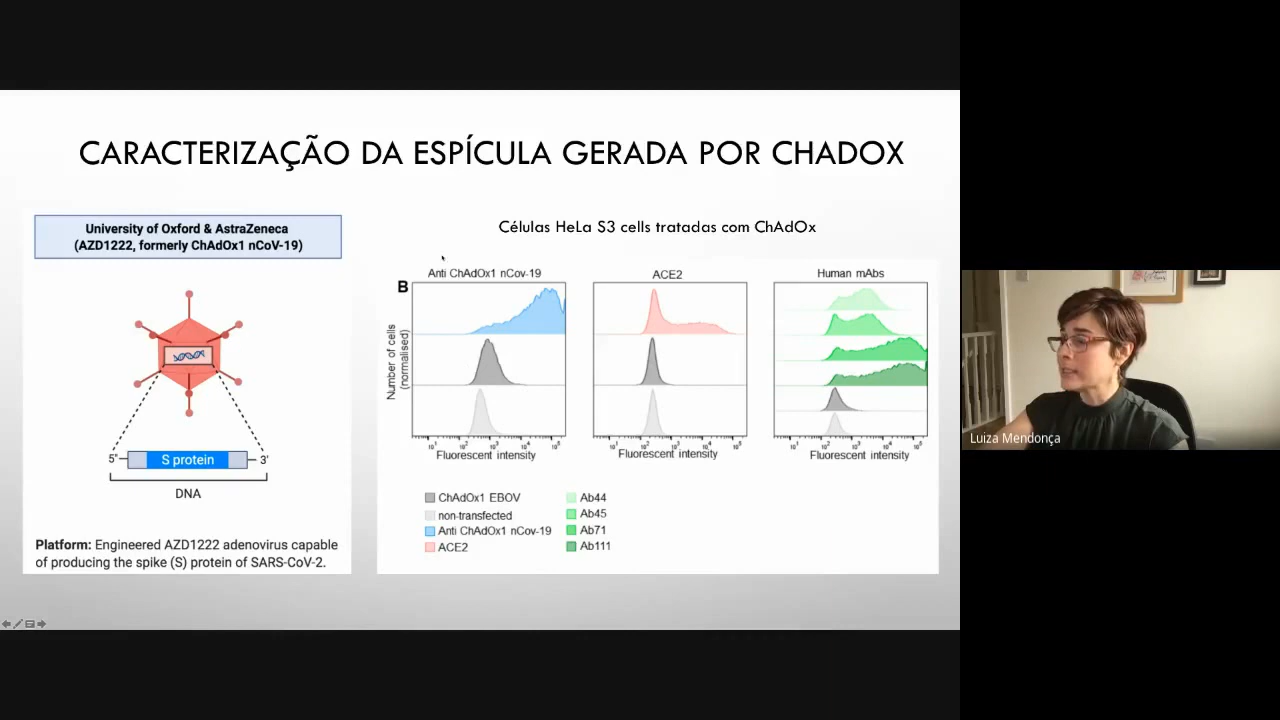 CARACTERIZAÇÃO DA ESPÍCULA GERADA POR CHADOX
University of Oxford & AstraZeneca
(AZD1222, formerly ChAdOx1 nCoV-19)
5'
S protein
3'
DNA
Platform: Engineered AZD1222 adenovirus capable
of producing the spike (S) protein of SARS-CoV-2.
Células HeLa S3 cells tratadas com ChAdOx
B
Anti ChAdOx1 nCov-19
ACE2
Human mAbs
Number of cells
(normalised)
Fluorescent intensity
Fluorescent intensity
Fluorescent intensity
ChAdOx1 EBOV
non-transfected
Anti ChAdOx1 nCov-19
ACE2
Ab44
Ab45
Ab71
Ab111
Luiza Mendonça